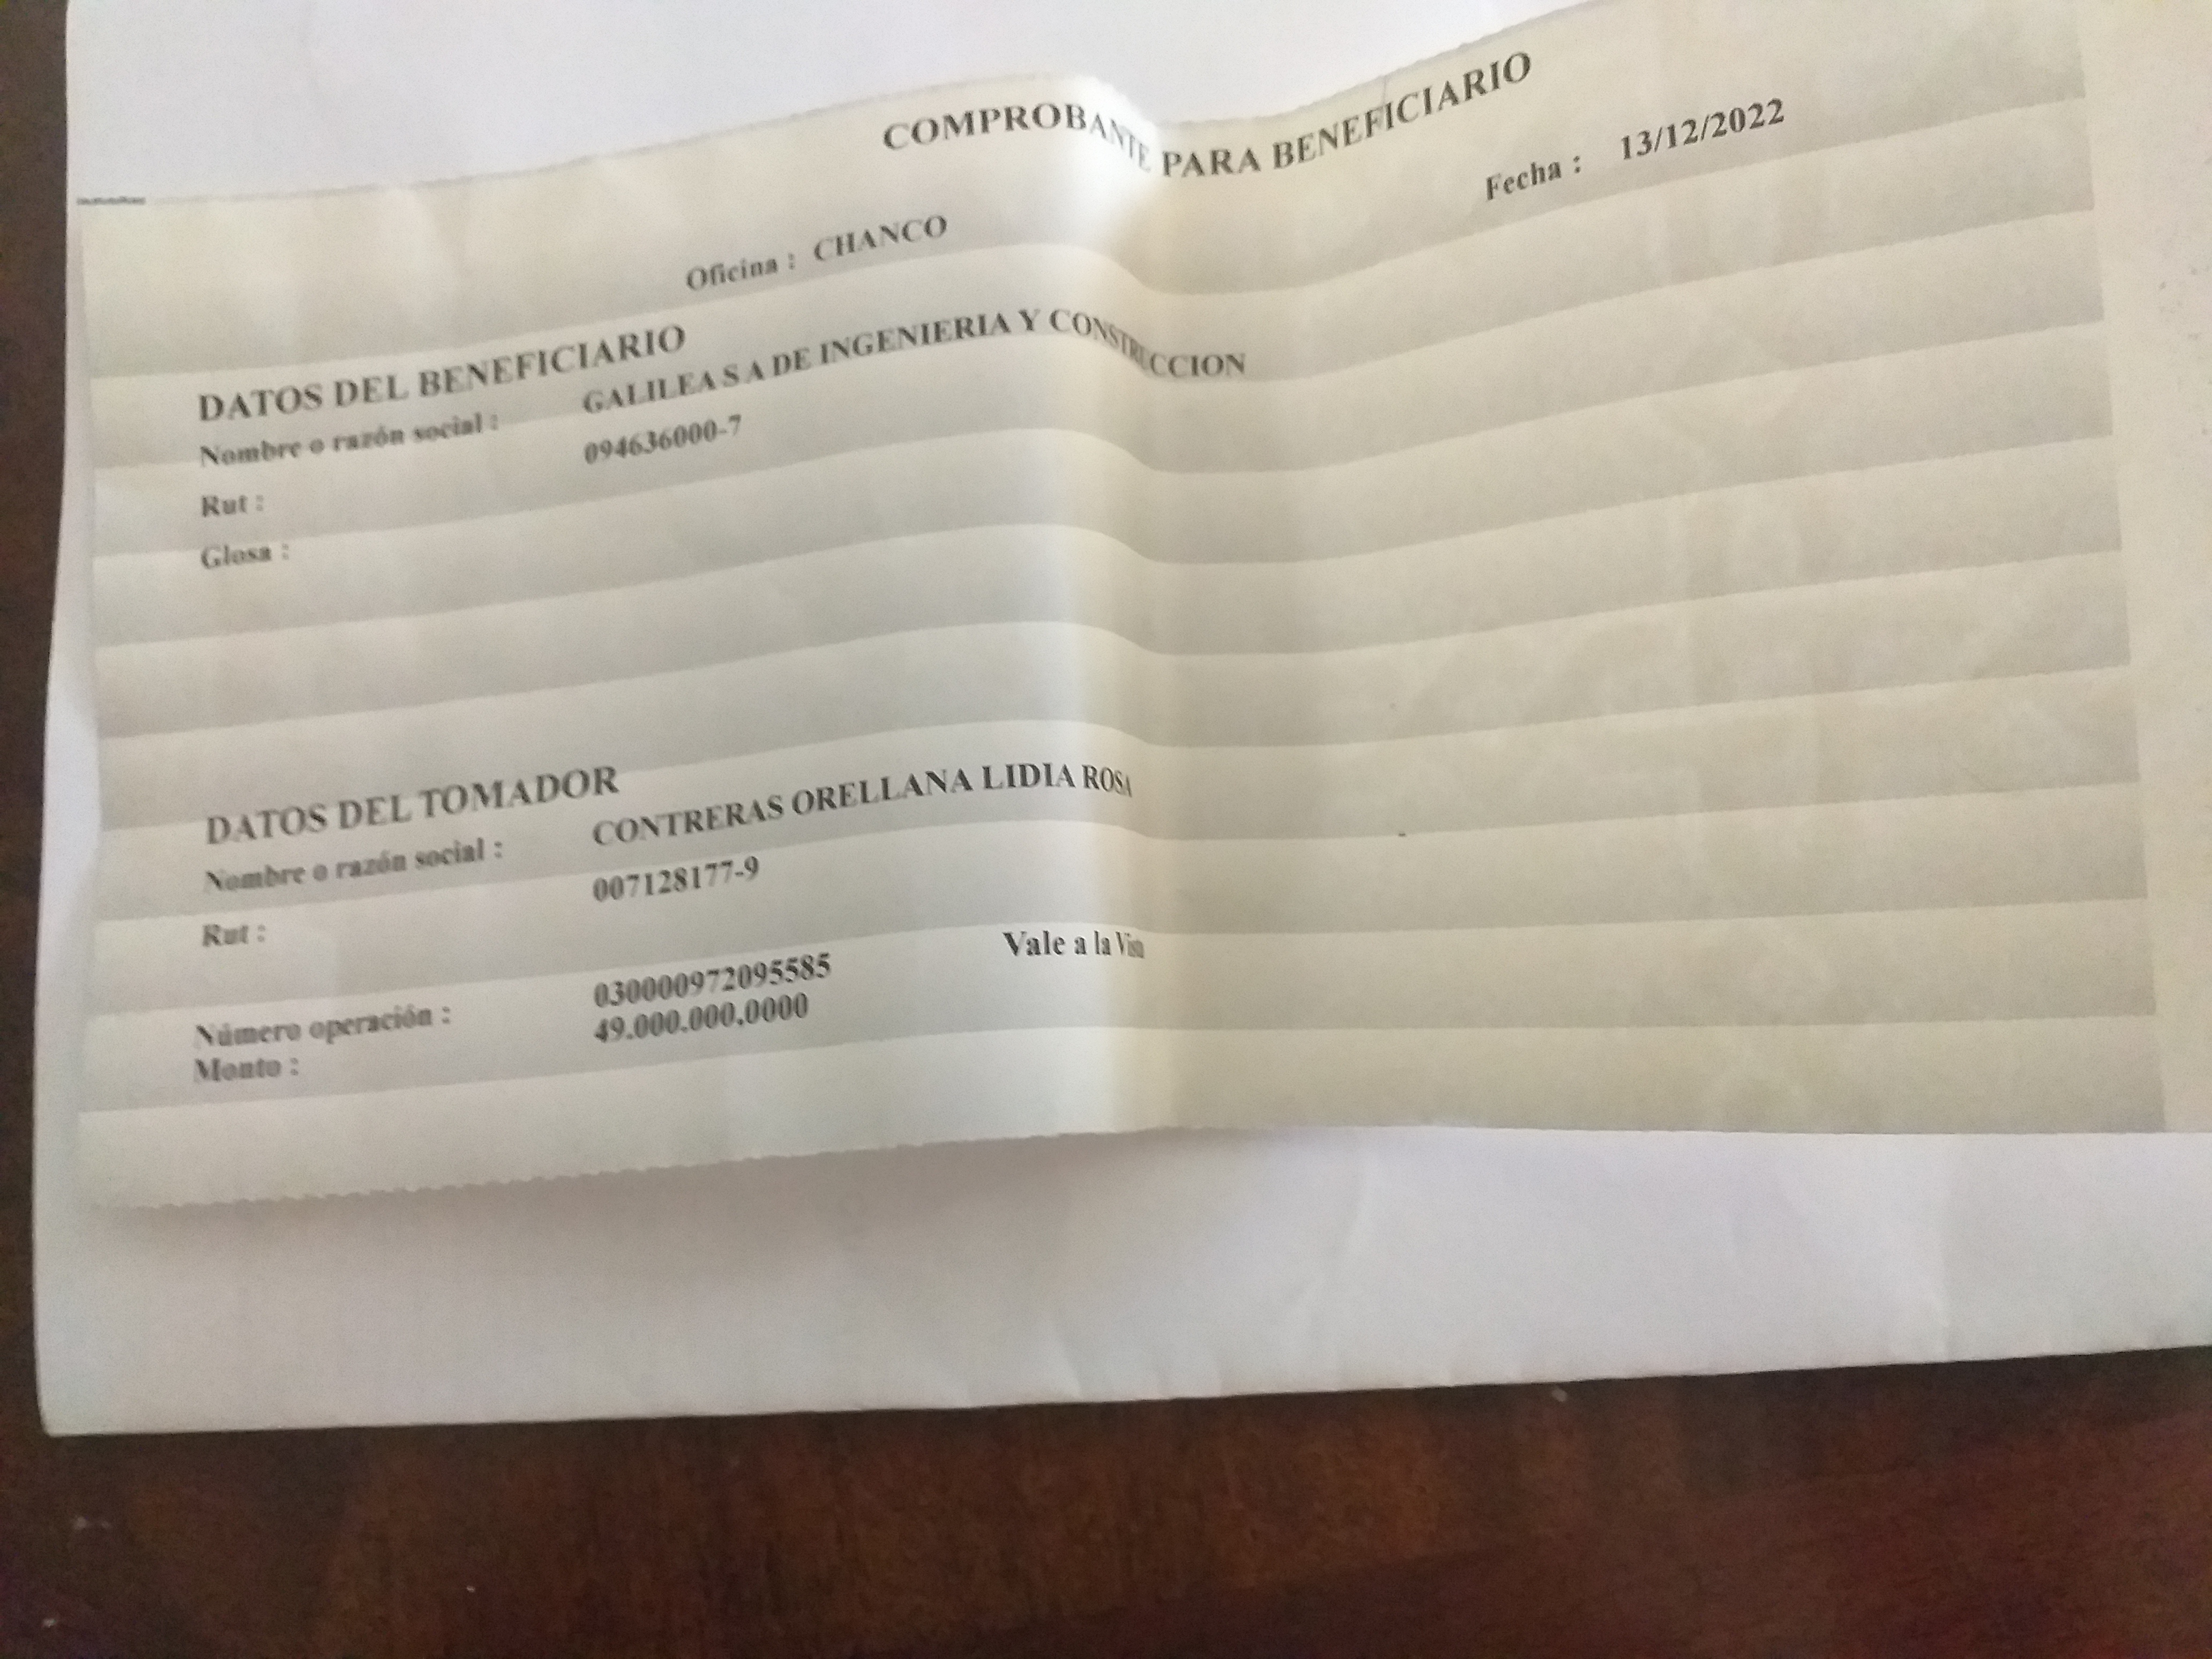 COMPROBANTE PARA BENEFICIARIO
Fecha : 13/12/2022
Oficina : CHANCO
DATOS DEL BENEFICIARIO
Nombre o razón social : GALILEA S A DE INGENIERIA Y CONSTRUCCION
Rut : 094636000-7
Glosa :
DATOS DEL TOMADOR
Nombre o razón social : CONTRERAS ORELLANA LIDIA ROSA
Rut : 007128177-9
Número operación : 030000972095585 Vale a la Vista
Monto : 49.000.000,0000